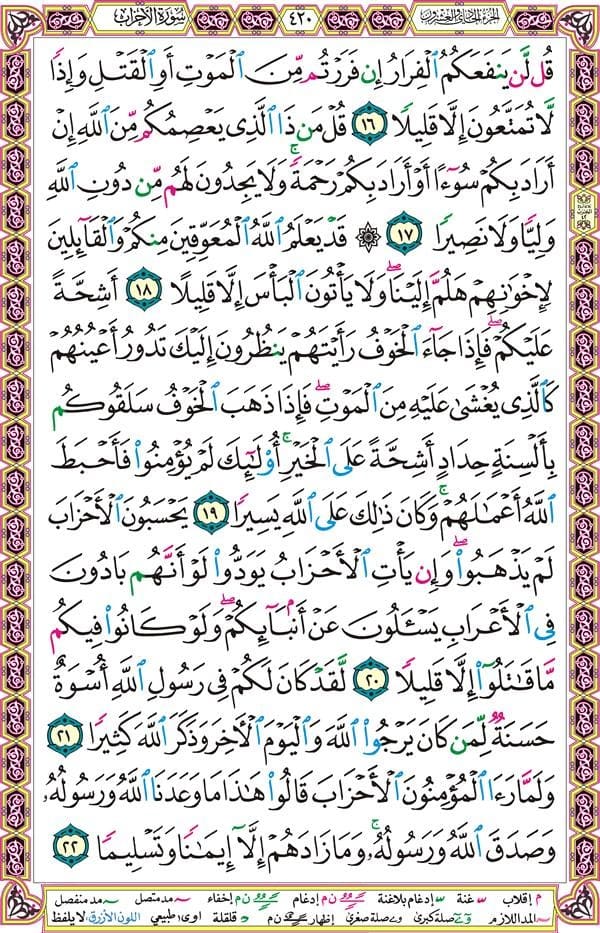 الجزء الحادي والعشرون ٤٢٠ سورة الأحزاب
قُل لَّن يَنفَعَكُمُ ٱلْفِرَارُ إِن فَرَرْتُم مِّنَ ٱلْمَوْتِ أَوِ ٱلْقَتْلِ وَإِذًا
لَّا تُمَتَّعُونَ إِلَّا قَلِيلًا ١٦ قُلْ مَن ذَا ٱلَّذِى يَعْصِمُكُم مِّنَ ٱللَّهِ إِنْ
أَرَادَ بِكُمْ سُوٓءًا أَوْ أَرَادَ بِكُمْ رَحْمَةً ۚ وَلَا يَجِدُونَ لَهُم مِّن دُونِ ٱللَّهِ
وَلِيًّا وَلَا نَصِيرًا ١٧ ۞ قَدْ يَعْلَمُ ٱللَّهُ ٱلْمُعَوِّقِينَ مِنكُمْ وَٱلْقَآئِلِينَ
لِإِخْوَٰنِهِمْ هَلُمَّ إِلَيْنَا ۖ وَلَا يَأْتُونَ ٱلْبَأْسَ إِلَّا قَلِيلًا ١٨ أَشِحَّةً
عَلَيْكُمْ ۖ فَإِذَا جَآءَ ٱلْخَوْفُ رَأَيْتَهُمْ يَنظُرُونَ إِلَيْكَ تَدُورُ أَعْيُنُهُمْ
كَٱلَّذِى يُغْشَىٰ عَلَيْهِ مِنَ ٱلْمَوْتِ ۖ فَإِذَا ذَهَبَ ٱلْخَوْفُ سَلَقُوكُم
بِأَلْسِنَةٍ حِدَادٍ أَشِحَّةً عَلَى ٱلْخَيْرِ ۚ أُو۟لَٰٓئِكَ لَمْ يُؤْمِنُوا۟ فَأَحْبَطَ
ٱللَّهُ أَعْمَٰلَهُمْ ۚ وَكَانَ ذَٰلِكَ عَلَى ٱللَّهِ يَسِيرًا ١٩ يَحْسَبُونَ ٱلْأَحْزَابَ
لَمْ يَذْهَبُوا۟ ۖ وَإِن يَأْتِ ٱلْأَحْزَابُ يَوَدُّوا۟ لَوْ أَنَّهُم بَادُونَ
فِى ٱلْأَعْرَابِ يَسْـَٔلُونَ عَنْ أَنۢبَآئِكُمْ ۖ وَلَوْ كَانُوا۟ فِيكُم
مَّا قَٰتَلُوٓا۟ إِلَّا قَلِيلًا ٢٠ لَّقَدْ كَانَ لَكُمْ فِى رَسُولِ ٱللَّهِ أُسْوَةٌ
حَسَنَةٌ لِّمَن كَانَ يَرْجُوا۟ ٱللَّهَ وَٱلْيَوْمَ ٱلْءَاخِرَ وَذَكَرَ ٱللَّهَ كَثِيرًا ٢١
وَلَمَّا رَءَا ٱلْمُؤْمِنُونَ ٱلْأَحْزَابَ قَالُوا۟ هَٰذَا مَا وَعَدَنَا ٱللَّهُ وَرَسُولُهُۥ
وَصَدَقَ ٱللَّهُ وَرَسُولُهُۥ ۚ وَمَا زَادَهُمْ إِلَّآ إِيمَٰنًا وَتَسْلِيمًا ٢٢
م إقلاب غنة إدغام بلاغنة ن م إدغام إخفاء مد متصل مد منفصل
المد اللازم صلة كبرى صلة صغرى إظهار ن م قلقلة اوى طبيعي اللون الأزرق لا يلفظ